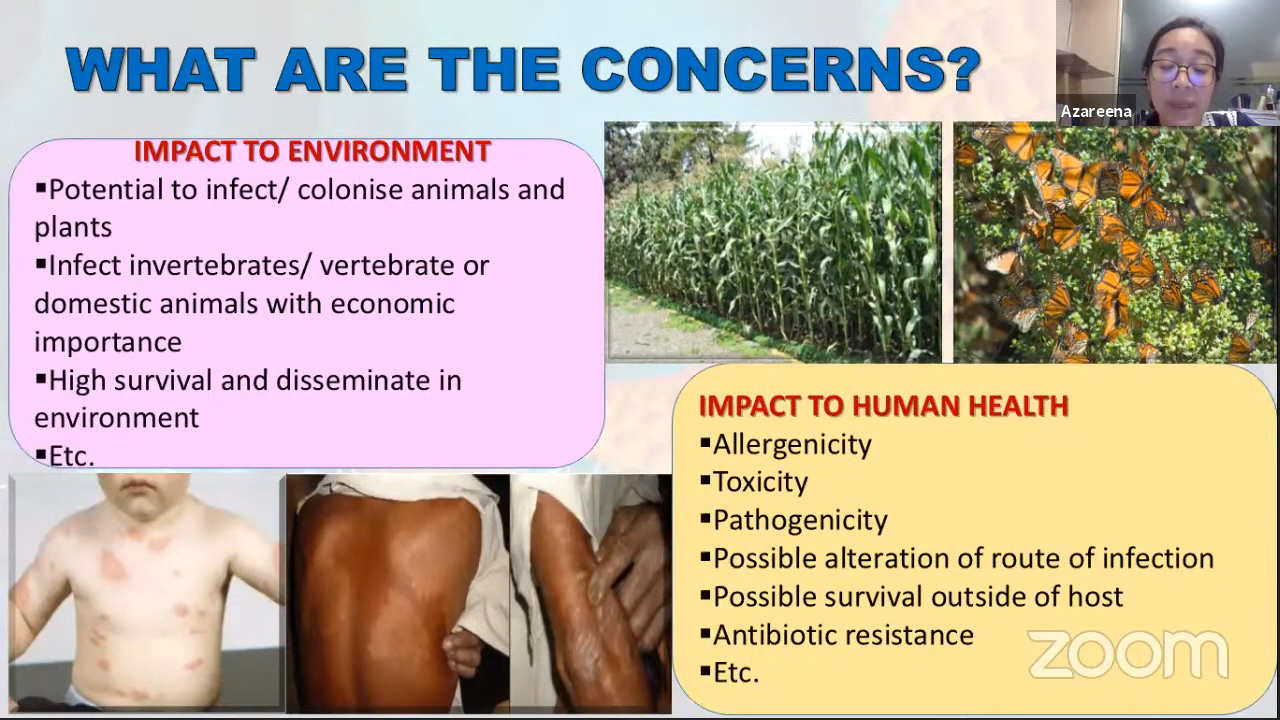 WHAT ARE THE CONCERNS?
Azareena
IMPACT TO ENVIRONMENT
▪Potential to infect/ colonise animals and
plants
▪Infect invertebrates/ vertebrate or
domestic animals with economic
importance
▪High survival and disseminate in
environment
▪Etc.
IMPACT TO HUMAN HEALTH
▪Allergenicity
▪Toxicity
▪Pathogenicity
▪Possible alteration of route of infection
▪Possible survival outside of host
▪Antibiotic resistance
▪Etc.
zoom